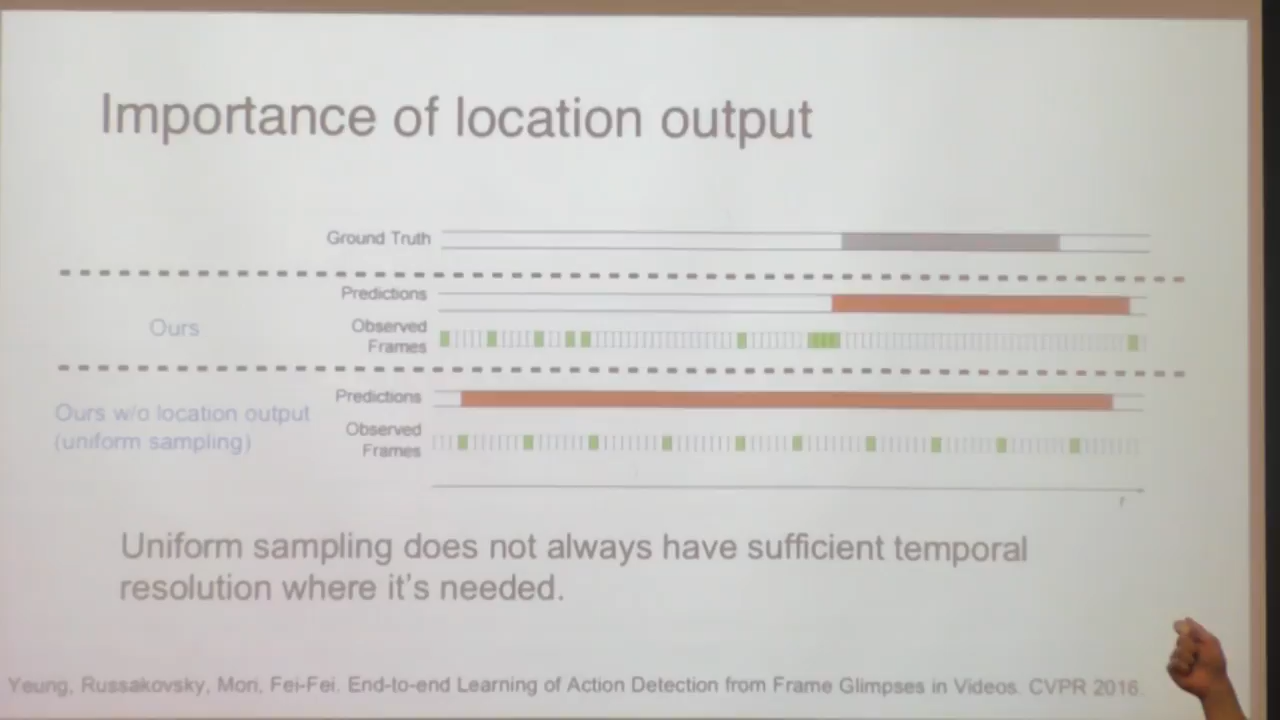 Importance of location output
Ground Truth
Predictions
Ours
Observed
Frames
Predictions
Ours w/o location output
(uniform sampling)
Observed
Frames
Uniform sampling does not always have sufficient temporal
resolution where it's needed.
Yeung, Russakovsky, Mori, Fei-Fei. End-to-end Learning of Action Detection from Frame Glimpses in Videos. CVPR 2016.